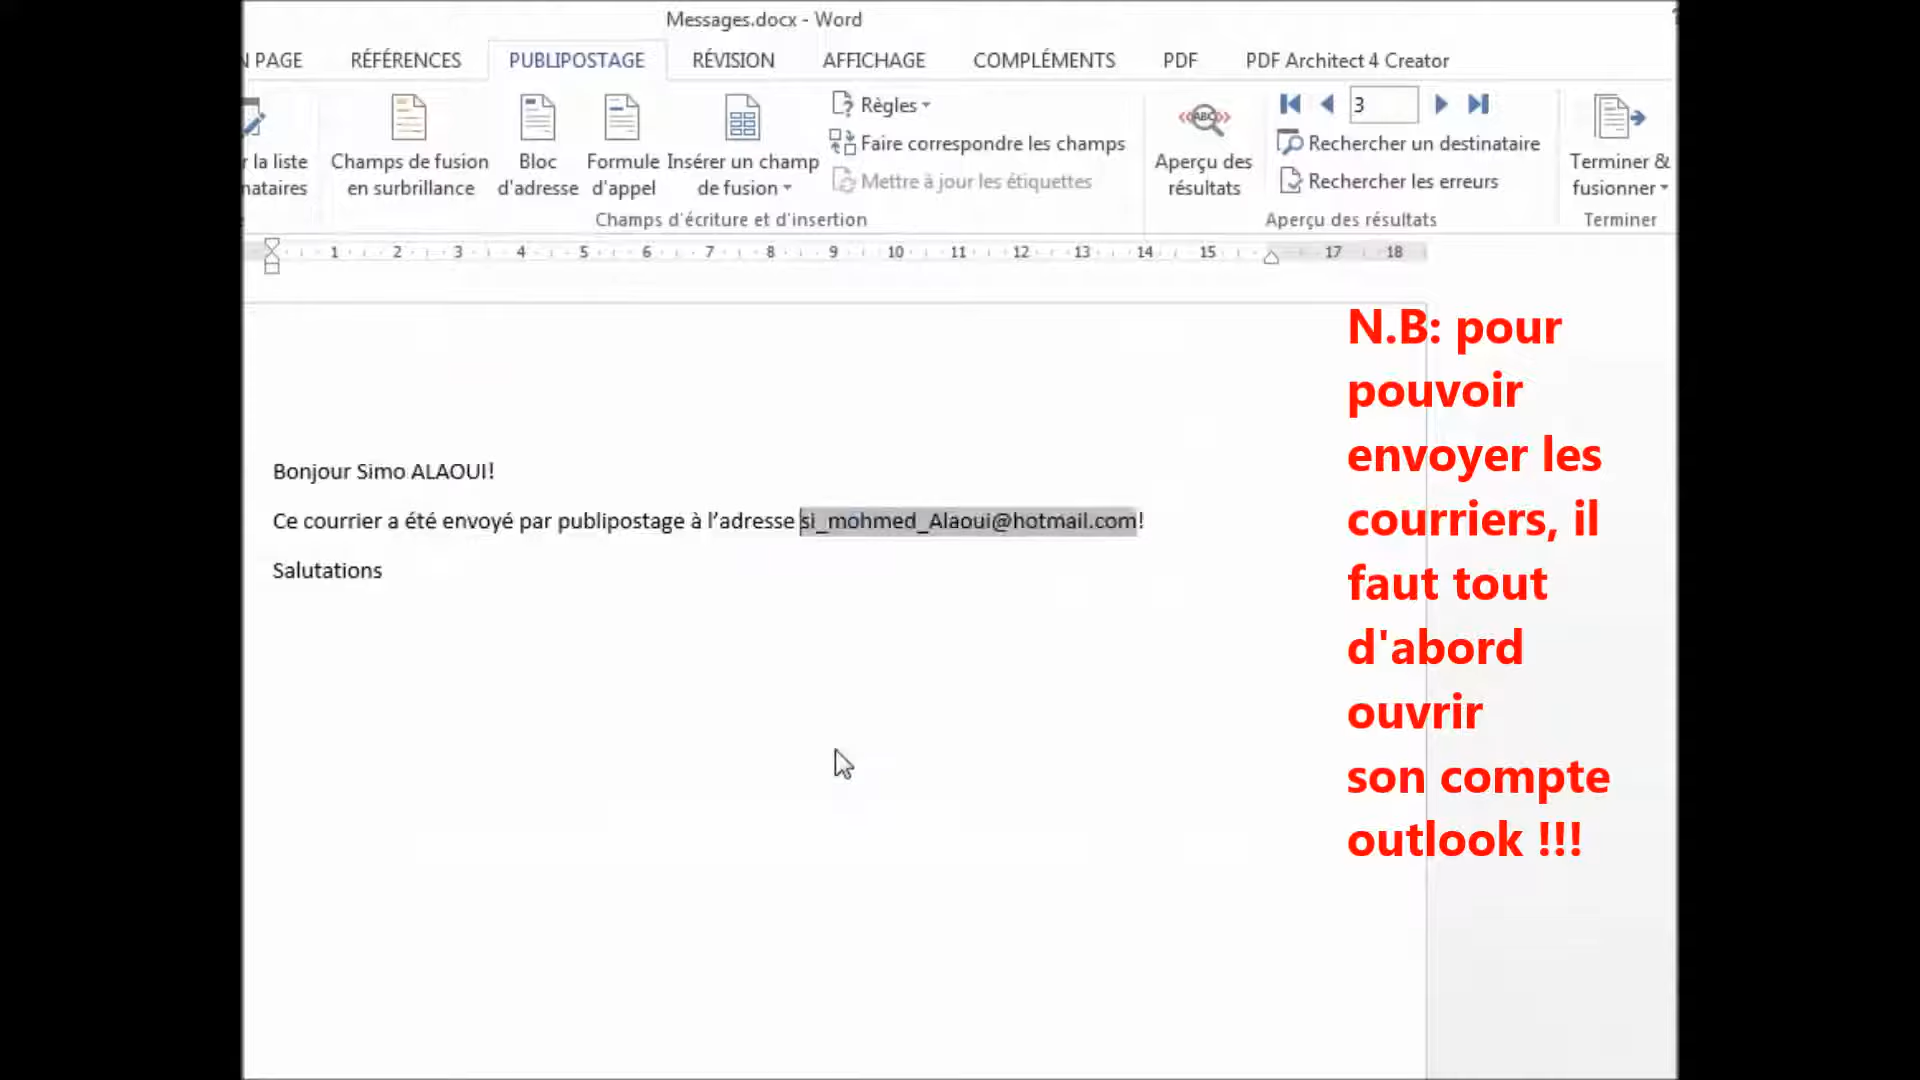 Messages.docx - Word
N PAGE RÉFÉRENCES PUBLIPOSTAGE RÉVISION AFFICHAGE COMPLÉMENTS PDF PDF Architect 4 Creator
r la liste
nataires
Champs de fusion
en surbrillance
Bloc
d'adresse
Formule
d'appel
Insérer un champ
de fusion
Règles
Faire correspondre les champs
Mettre à jour les étiquettes
Champs d'écriture et d'insertion
«ABC»
Aperçu des
résultats
3
Rechercher un destinataire
Rechercher les erreurs
Aperçu des résultats
Terminer &
fusionner
Terminer
1 2 3 4 5 6 7 8 9 10 11 12 13 14 15 17 18
Bonjour Simo ALAOUI!
Ce courrier a été envoyé par publipostage à l’adresse si_mohmed_Alaoui@hotmail.com!
Salutations
N.B: pour
pouvoir
envoyer les
courriers, il
faut tout
d'abord
ouvrir
son compte
outlook !!!